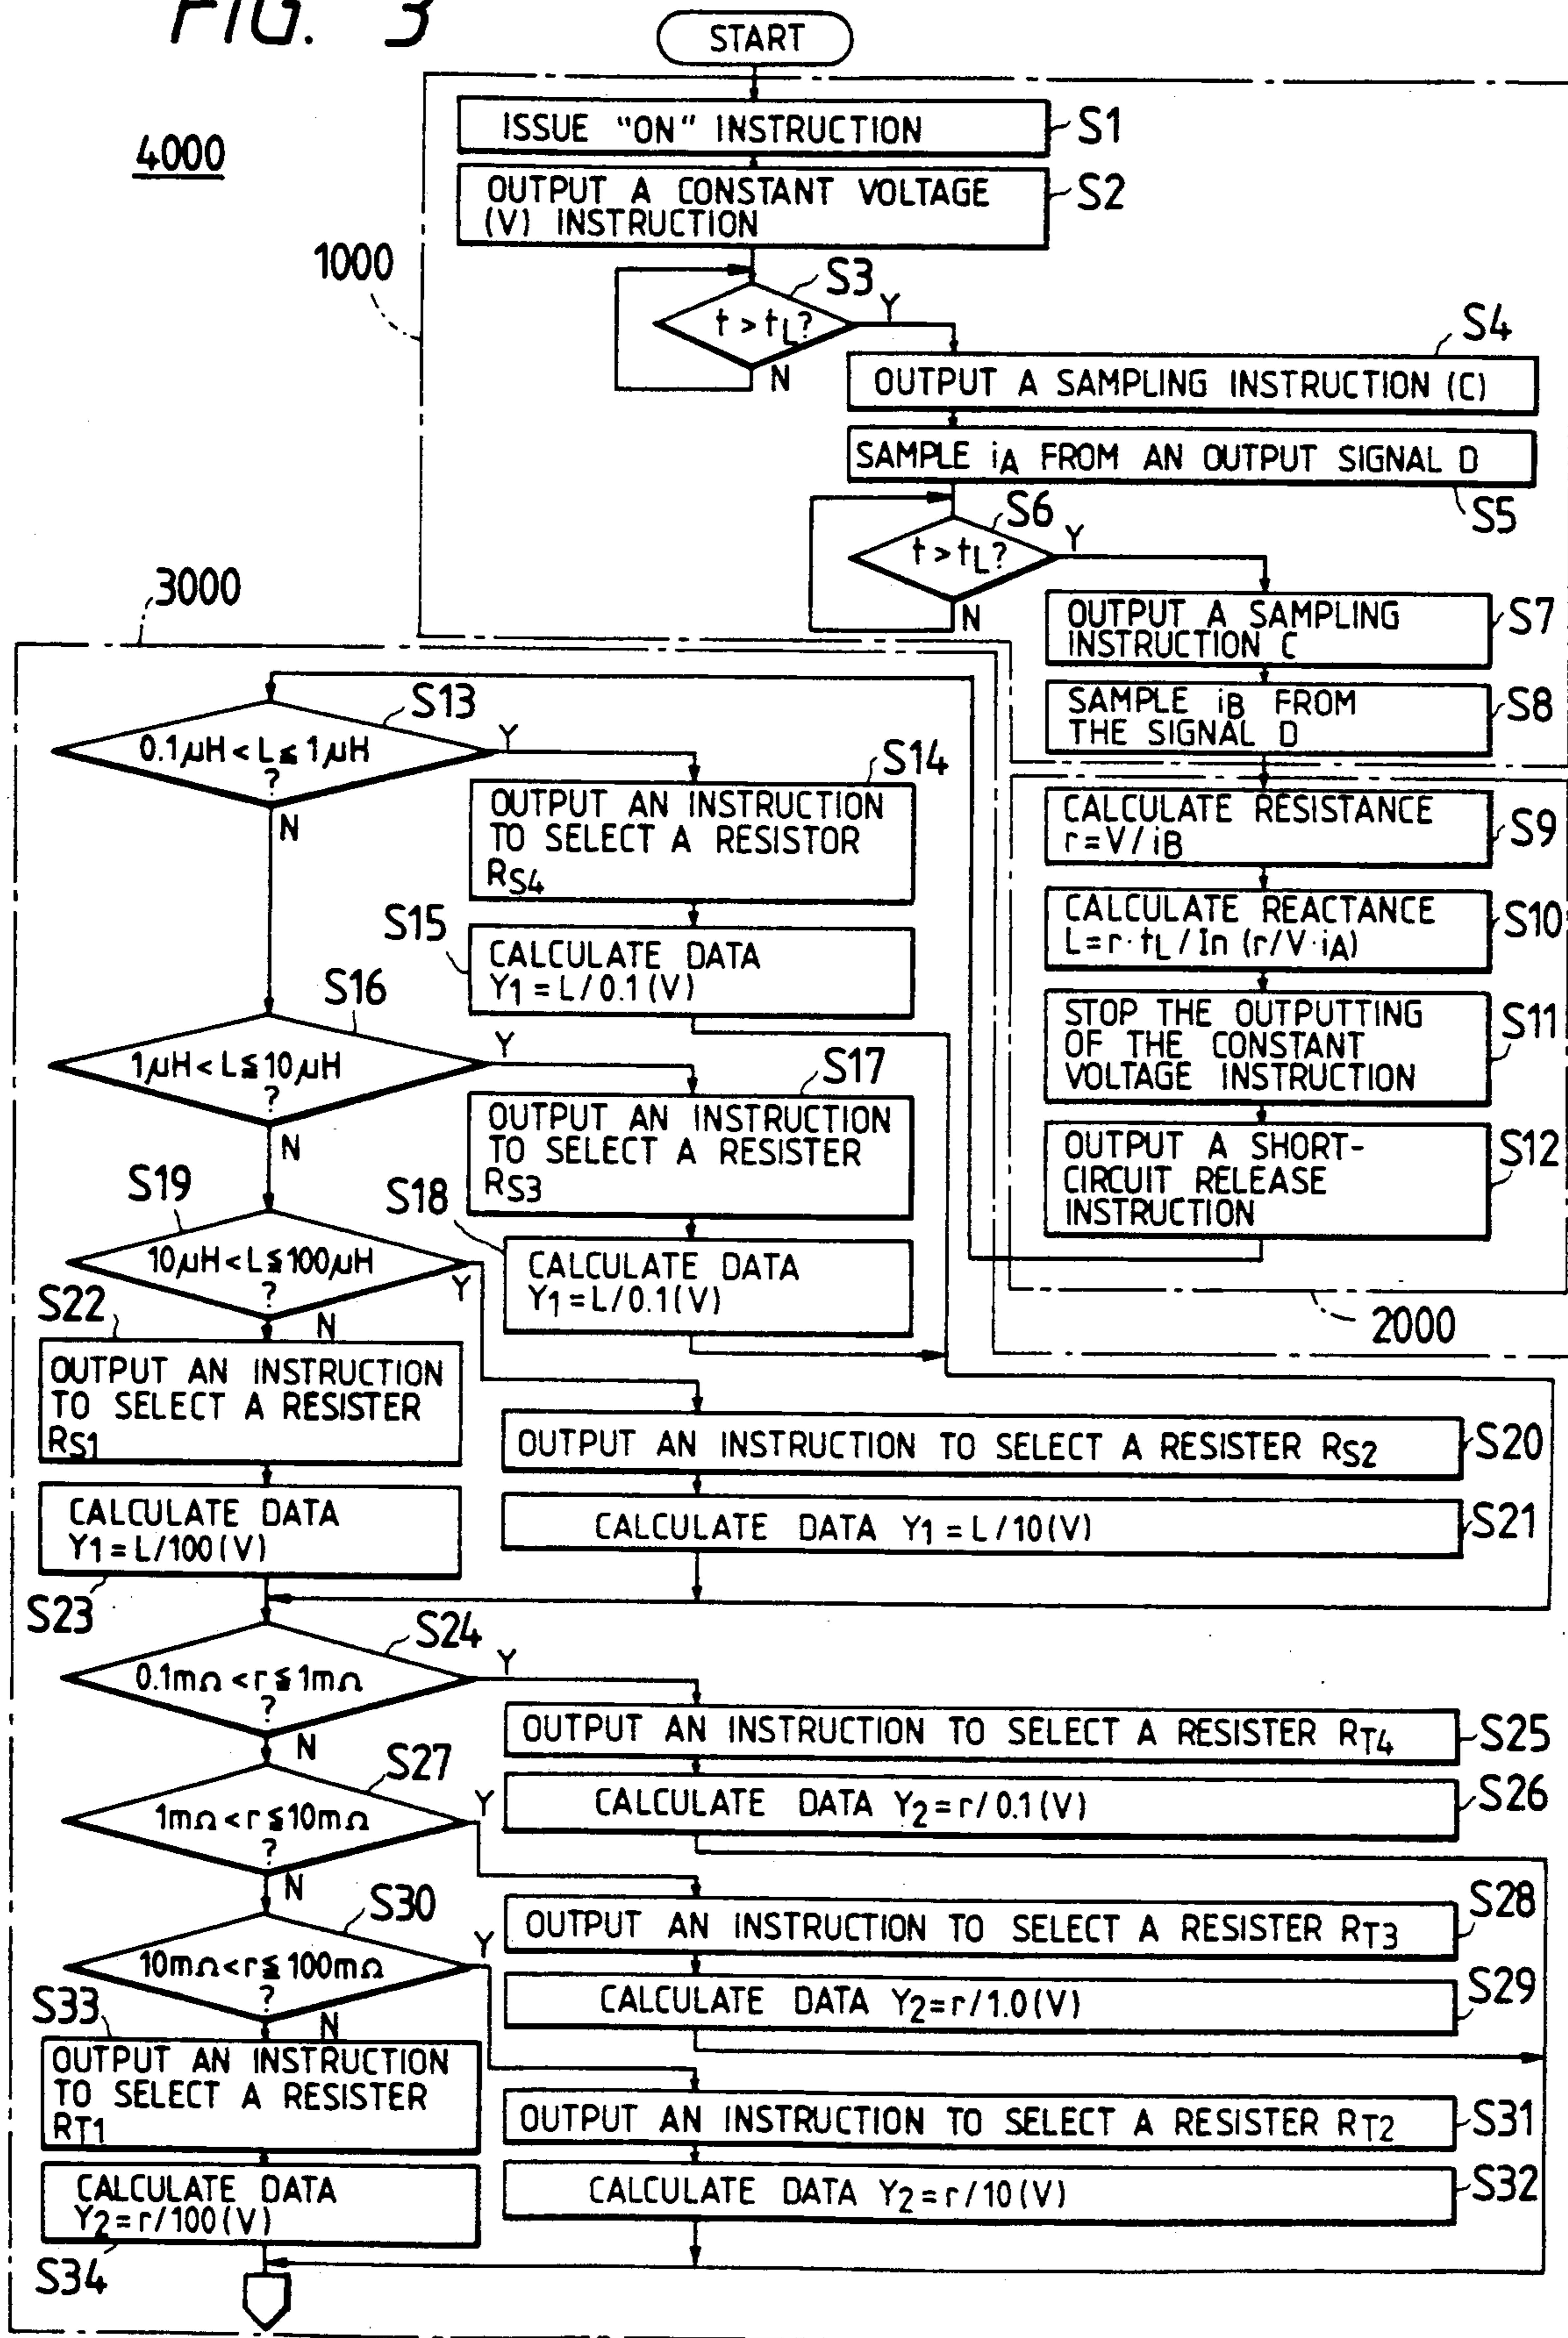 FIG. 3
START
4000
ISSUE "ON" INSTRUCTION
S1
OUTPUT A CONSTANT VOLTAGE
(V) INSTRUCTION
S2
1000
S3
t > tL?
Y
N
S4
OUTPUT A SAMPLING INSTRUCTION (C)
SAMPLE iA FROM AN OUTPUT SIGNAL D
S5
S6
t > tL?
Y
N
OUTPUT A SAMPLING
INSTRUCTION C
S7
SAMPLE iB FROM
THE SIGNAL D
S8
CALCULATE RESISTANCE
r = V / iB
S9
CALCULATE REACTANCE
L = r · tL / In (r/V · iA)
S10
STOP THE OUTPUTTING
OF THE CONSTANT
VOLTAGE INSTRUCTION
S11
OUTPUT A SHORT-
CIRCUIT RELEASE
INSTRUCTION
S12
2000
3000
S13
0.1μH < L ≦ 1μH
?
Y
N
S14
OUTPUT AN INSTRUCTION
TO SELECT A RESISTOR
RS4
S15
CALCULATE DATA
Y1 = L / 0.1 (V)
S16
1μH < L ≦ 10μH
?
Y
N
S17
OUTPUT AN INSTRUCTION
TO SELECT A RESISTER
RS3
S18
CALCULATE DATA
Y1 = L / 0.1 (V)
S19
10μH < L ≦ 100μH
?
Y
N
S22
OUTPUT AN INSTRUCTION
TO SELECT A RESISTER
RS1
OUTPUT AN INSTRUCTION TO SELECT A RESISTER RS2
S20
CALCULATE DATA
Y1 = L / 100 (V)
S23
CALCULATE DATA Y1 = L / 10 (V)
S21
S24
0.1mΩ < r ≦ 1mΩ
?
Y
N
OUTPUT AN INSTRUCTION TO SELECT A RESISTER RT4
S25
CALCULATE DATA Y2 = r / 0.1 (V)
S26
S27
1mΩ < r ≦ 10mΩ
?
Y
N
OUTPUT AN INSTRUCTION TO SELECT A RESISTER RT3
S28
CALCULATE DATA Y2 = r / 1.0 (V)
S29
S30
10mΩ < r ≦ 100mΩ
?
Y
N
S33
OUTPUT AN INSTRUCTION
TO SELECT A RESISTER
RT1
OUTPUT AN INSTRUCTION TO SELECT A RESISTER RT2
S31
CALCULATE DATA
Y2 = r / 100 (V)
S34
CALCULATE DATA Y2 = r / 10 (V)
S32